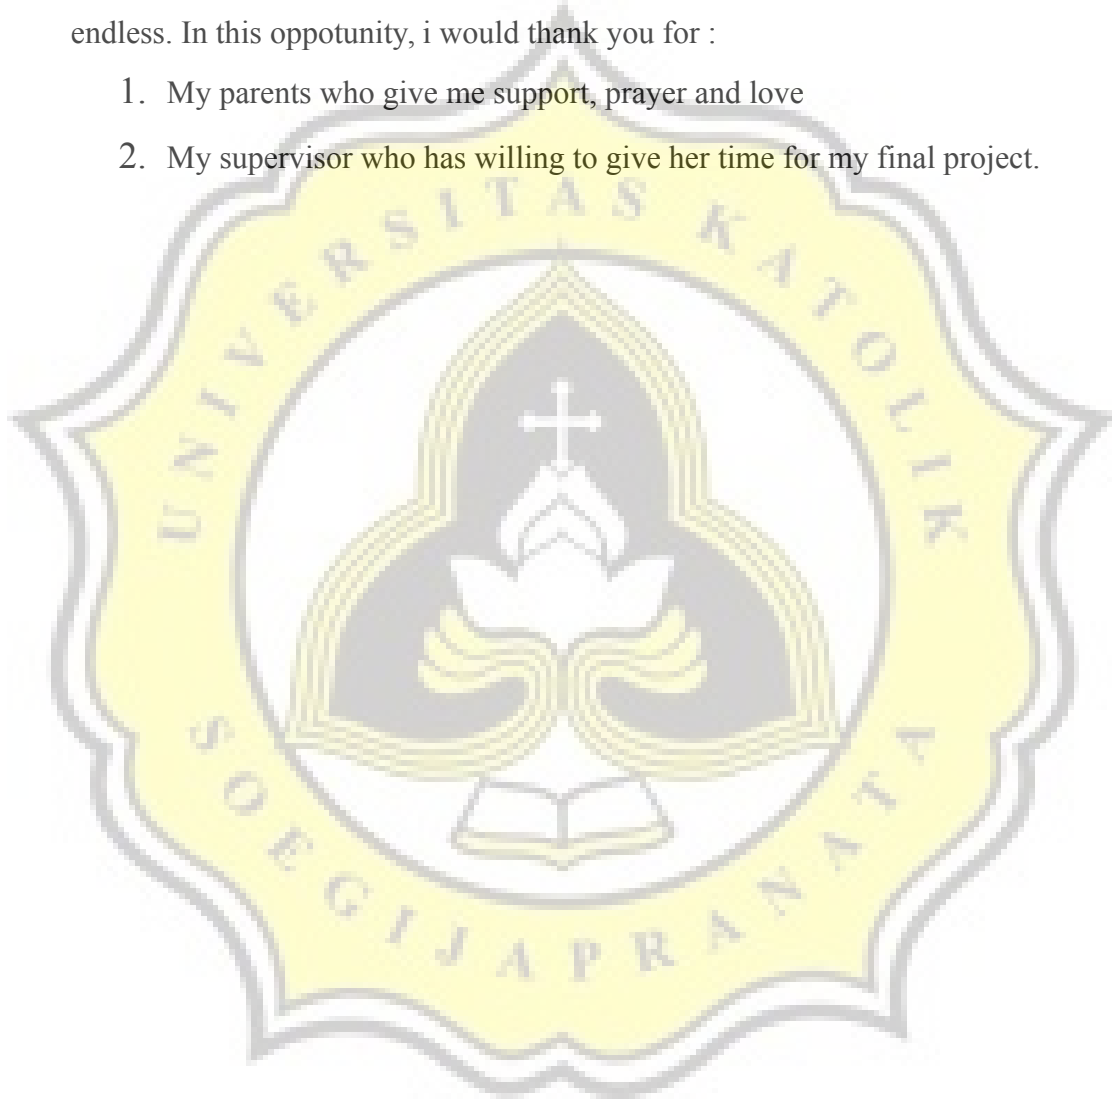 endless. In this oppotunity, i would thank you for :
1. My parents who give me support, prayer and love
2. My supervisor who has willing to give her time for my final project.
UNIVERSITAS KATOLIK
SOEGIJAPRANATA